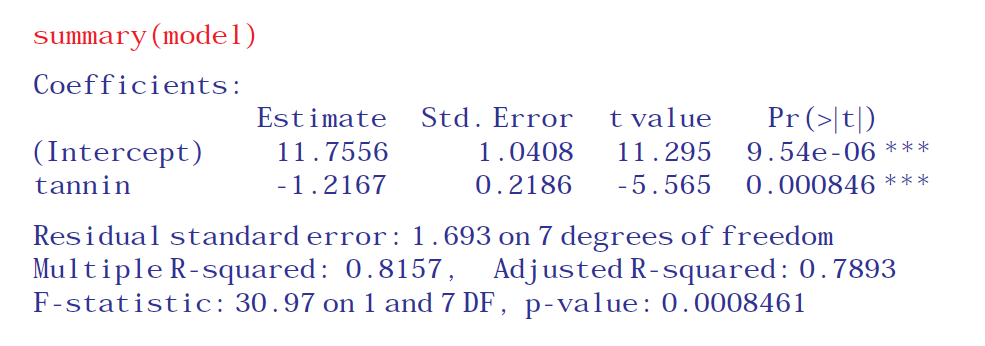 summary(model)
Coefficients:
Estimate Std. Error t value Pr(>|t|)
(Intercept) 11.7556 1.0408 11.295 9.54e-06 ***
tannin -1.2167 0.2186 -5.565 0.000846 ***
Residual standard error: 1.693 on 7 degrees of freedom
Multiple R-squared: 0.8157, Adjusted R-squared: 0.7893
F-statistic: 30.97 on 1 and 7 DF, p-value: 0.0008461